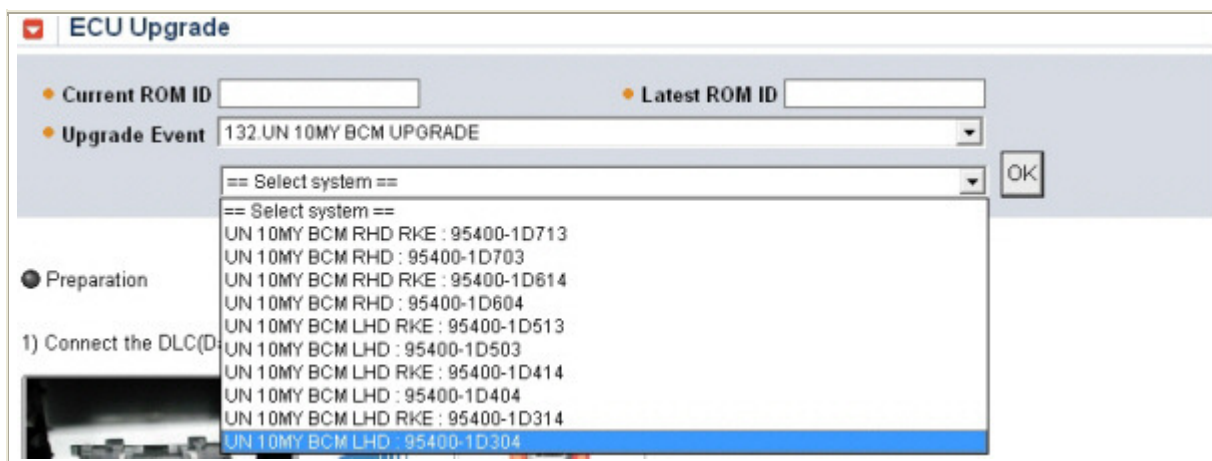 ECU Upgrade
Current ROM ID
Latest ROM ID
Upgrade Event 132.UN 10MY BCM UPGRADE
== Select system == OK
== Select system ==
UN 10MY BCM RHD RKE : 95400-1D713
UN 10MY BCM RHD : 95400-1D703
UN 10MY BCM RHD RKE : 95400-1D614
UN 10MY BCM RHD : 95400-1D604
UN 10MY BCM LHD RKE : 95400-1D513
UN 10MY BCM LHD : 95400-1D503
UN 10MY BCM LHD RKE : 95400-1D414
UN 10MY BCM LHD : 95400-1D404
UN 10MY BCM LHD RKE : 95400-1D314
UN 10MY BCM LHD : 95400-1D304
Preparation
1) Connect the DLC(D